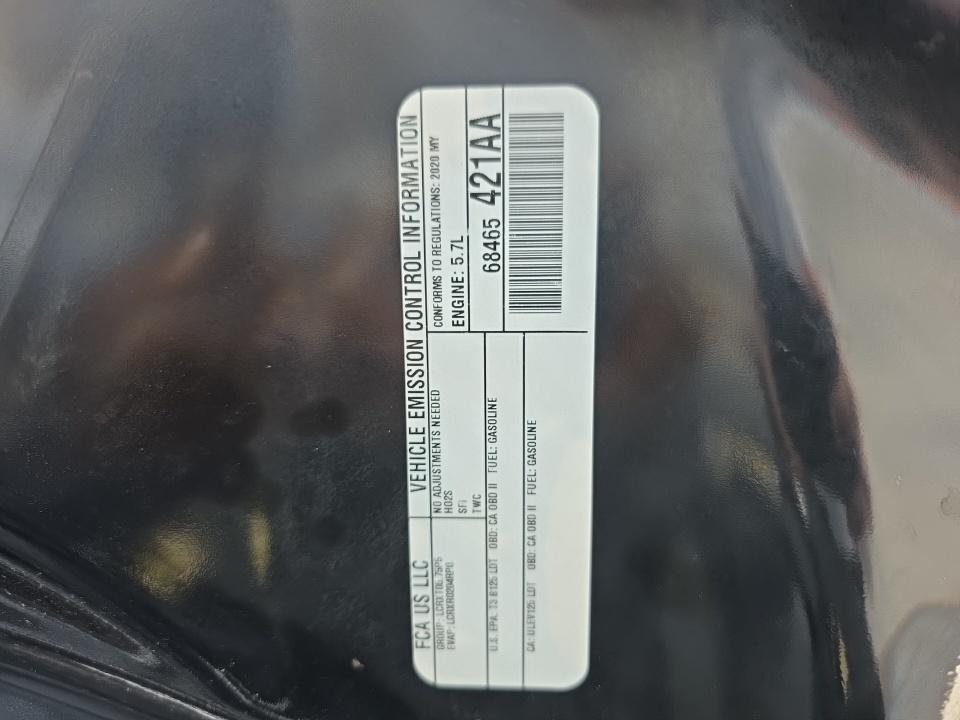 FCA US LLC
VEHICLE EMISSION CONTROL INFORMATION
EVAP: LCRXR0204RP0
NO ADJUSTMENTS NEEDED
HO2S
SFI
TWC
CONFORMS TO REGULATIONS: 2020 MY
ENGINE: 5.7L
68465 421AA
U.S. EPA: T3 B125 LDT OBD: CA OBD II FUEL: GASOLINE
CA: ULEV125 LDT OBD: CA OBD II FUEL: GASOLINE